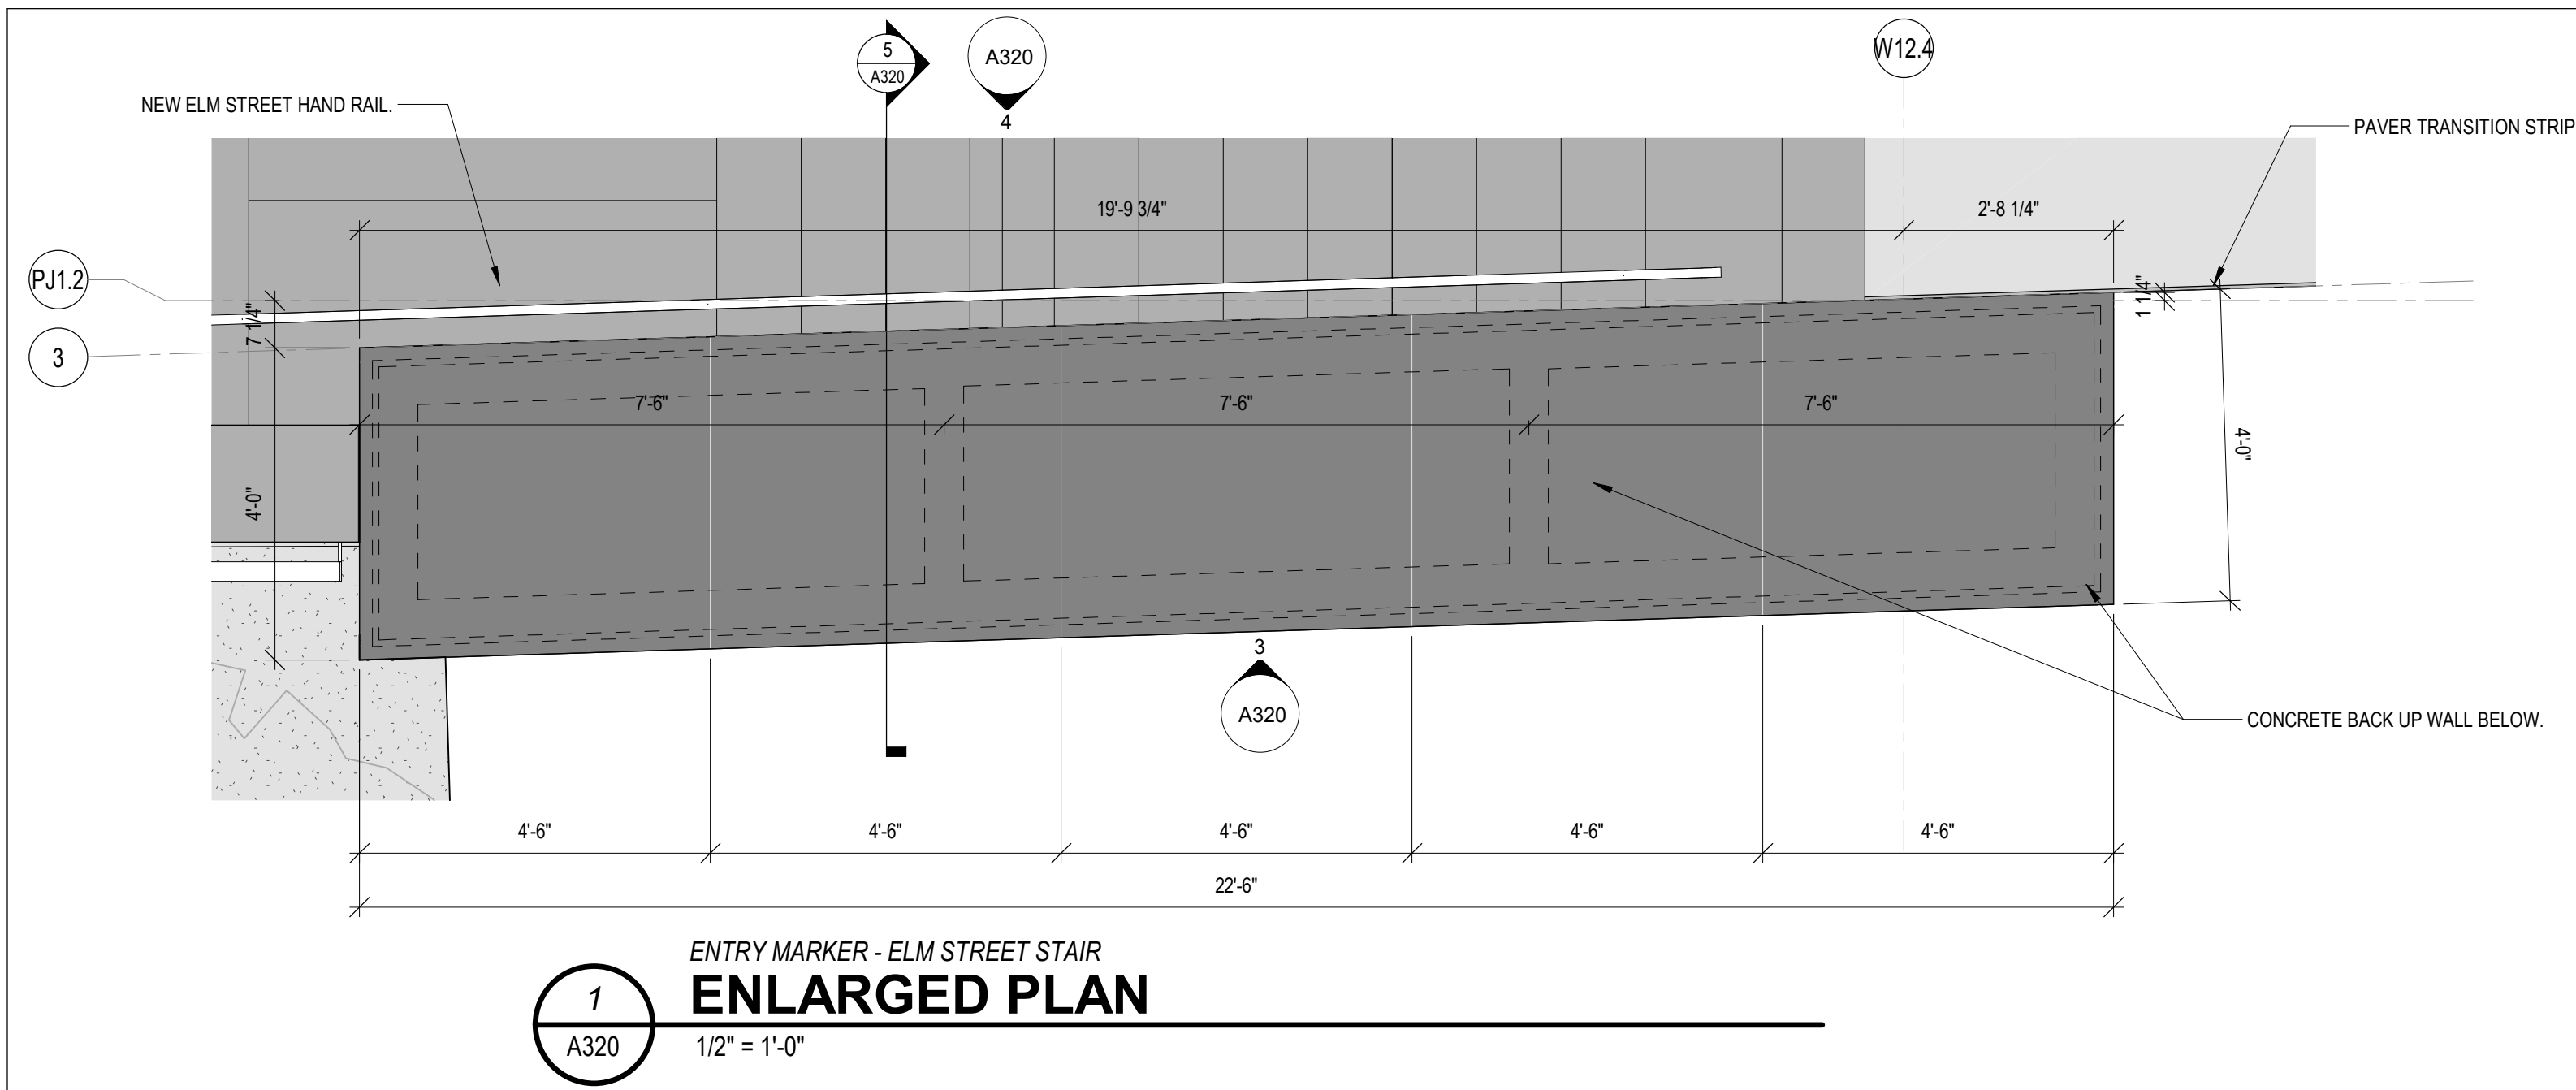 5
A320
A320
4
W12.4
NEW ELM STREET HAND RAIL.
PAVER TRANSITION STRIP
19'-9 3/4"
2'-8 1/4"
PJ1.2
7 1/4"
1 1/4"
3
7'-6"
7'-6"
7'-6"
4'-0"
4'-0"
3
A320
CONCRETE BACK UP WALL BELOW.
4'-6"
4'-6"
4'-6"
4'-6"
4'-6"
22'-6"
ENTRY MARKER - ELM STREET STAIR
1
ENLARGED PLAN
A320
1/2" = 1'-0"